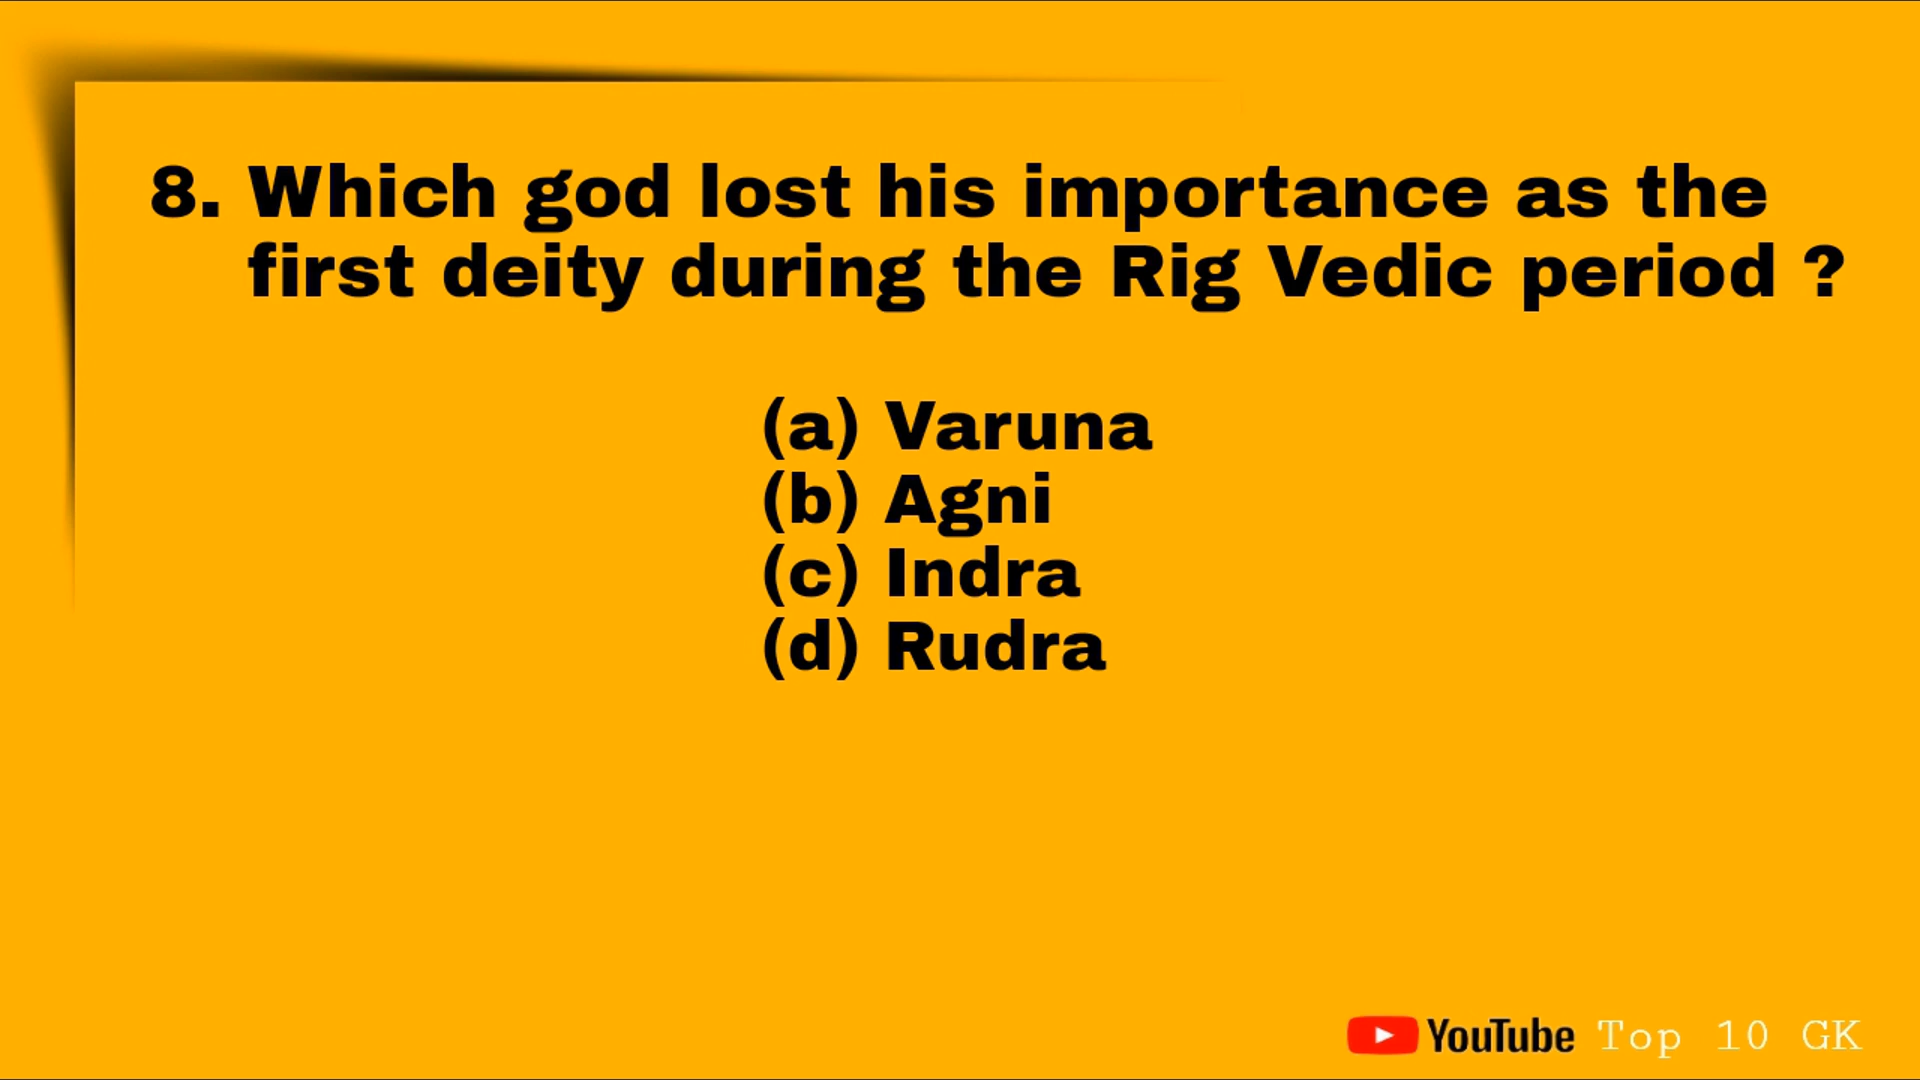 8. Which god lost his importance as the
first deity during the Rig Vedic period ?
(a) Varuna
(b) Agni
(c) Indra
(d) Rudra
YouTube Top 10 GK